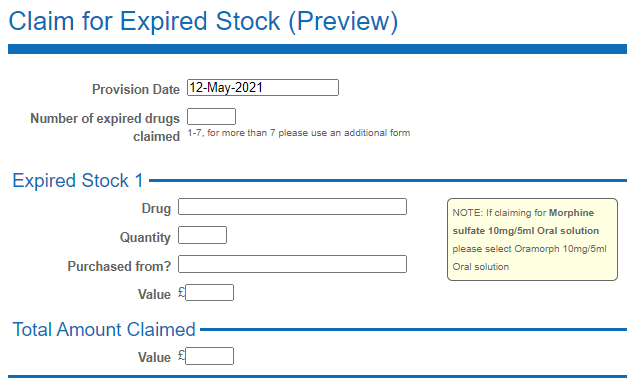 Claim for Expired Stock (Preview)
Provision Date 12-May-2021
Number of expired drugs
claimed 1-7, for more than 7 please use an additional form
Expired Stock 1
Drug
NOTE: If claiming for Morphine
sulfate 10mg/5ml Oral solution
please select Oramorph 10mg/5ml
Oral solution
Quantity
Purchased from?
Value £
Total Amount Claimed
Value £